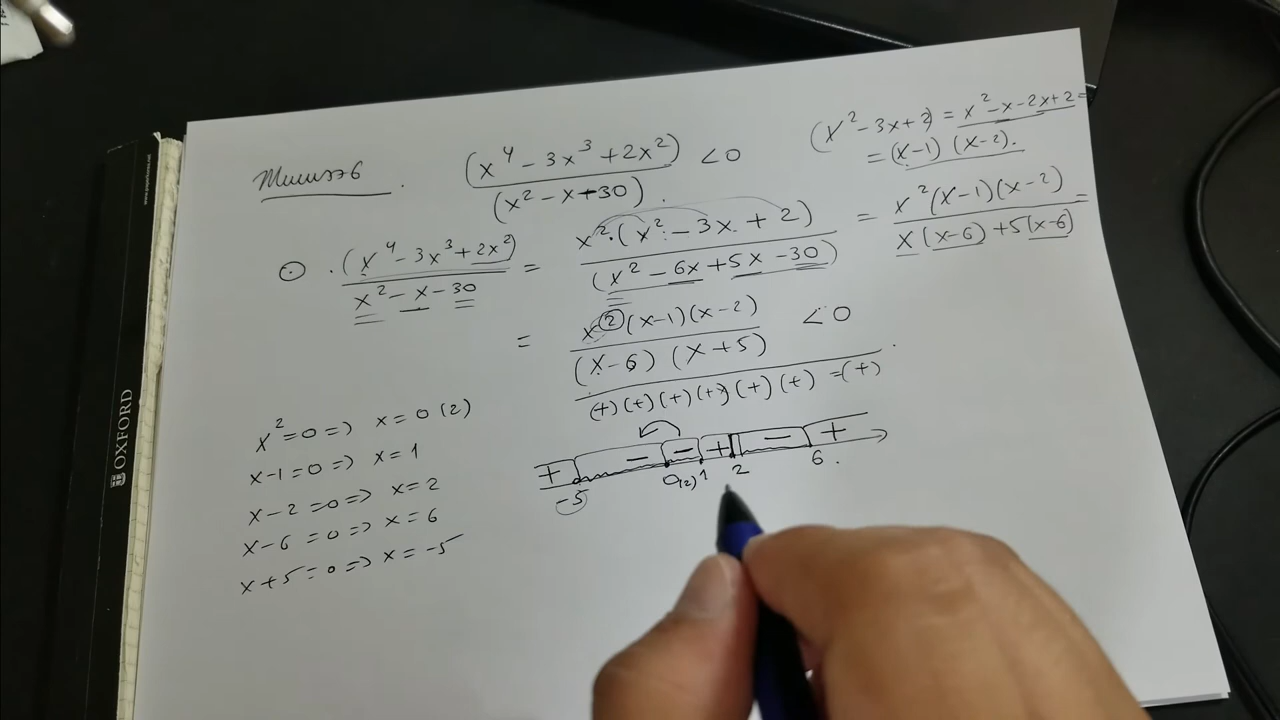 (x⁴ - 3x³ + 2x²) / (x² - x + 30) < 0
(x² - 3x + 2) = x² - x - 2x + 2 =
= (x-1) (x-2).
(x⁴ - 3x³ + 2x²) / x² - x - 30 = x² · (x² - 3x + 2) / (x² - 6x + 5x - 30) = x² (x-1)(x-2) / x(x-6) + 5(x-6) =
= x² (x-1)(x-2) / (x-6) (x+5) < 0
(+) (+) (+) (+) (+) (+) = (+)
x² = 0 => x = 0 (2)
x - 1 = 0 => x = 1
x - 2 = 0 => x = 2
x - 6 = 0 => x = 6
x + 5 = 0 => x = -5
+ - - + - +
-5 0(2) 1 2 6
OXFORD